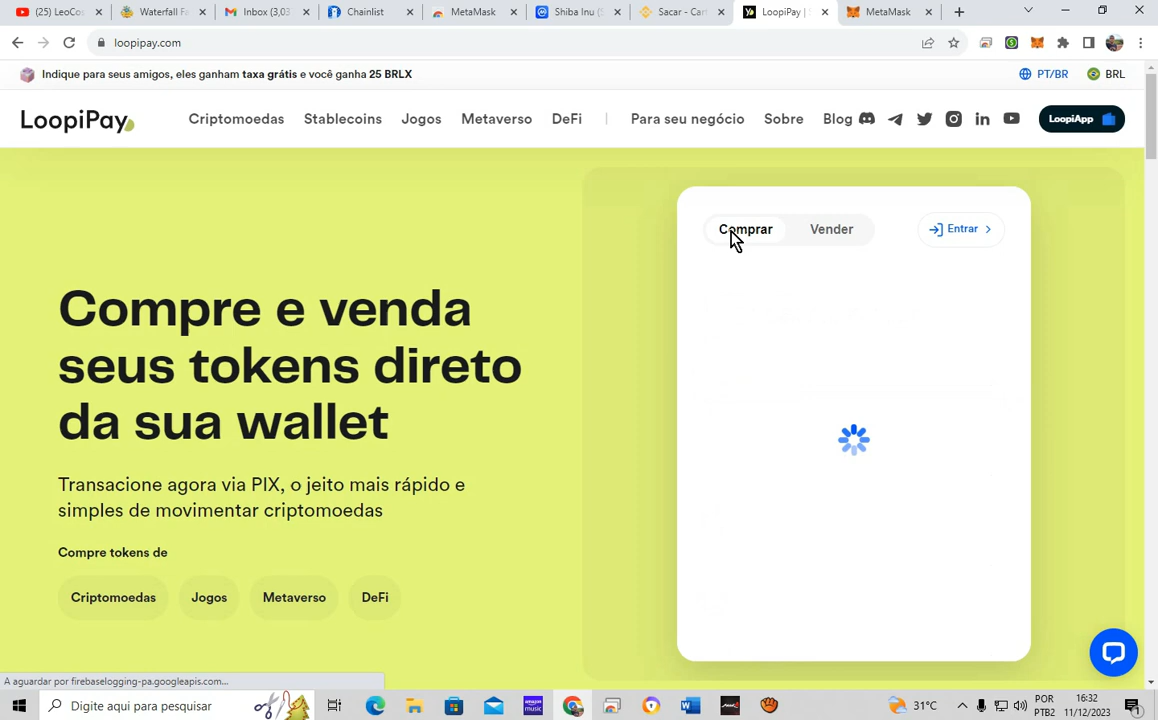 (25) LeoCos
Waterfall F
Inbox (3,03
Chainlist
MetaMask
Shiba Inu (S
Sacar - Cart
LoopiPay |
MetaMask
loopipay.com
Indique para seus amigos, eles ganham taxa grátis e você ganha 25 BRLX
PT/BR
BRL
LoopiPay
Criptomoedas
Stablecoins
Jogos
Metaverso
DeFi
Para seu negócio
Sobre
Blog
LoopiApp
Comprar
Vender
Entrar
Compre e venda
seus tokens direto
da sua wallet
Transacione agora via PIX, o jeito mais rápido e
simples de movimentar criptomoedas
Compre tokens de
Criptomoedas
Jogos
Metaverso
DeFi
A aguardar por firebaselogging-pa.googleapis.com...
Digite aqui para pesquisar
31°C
POR
PTB2
16:32
11/12/2023